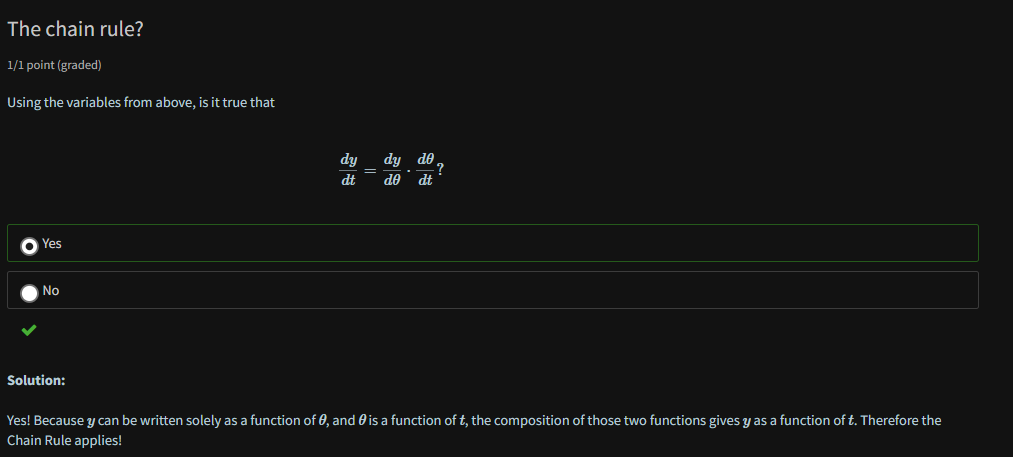 The chain rule?
1/1 point (graded)
Using the variables from above, is it true that
dy/dt = dy/dθ · dθ/dt ?
Yes
No
Solution:
Yes! Because y can be written solely as a function of θ, and θ is a function of t, the composition of those two functions gives y as a function of t. Therefore the
Chain Rule applies!